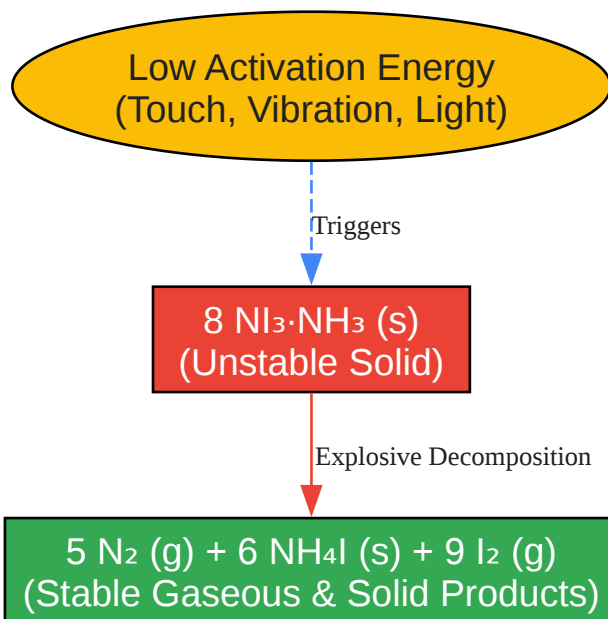 Low Activation Energy
(Touch, Vibration, Light)
Triggers
8 NI₃·NH₃ (s)
(Unstable Solid)
Explosive Decomposition
5 N₂ (g) + 6 NH₄I (s) + 9 I₂ (g)
(Stable Gaseous & Solid Products)